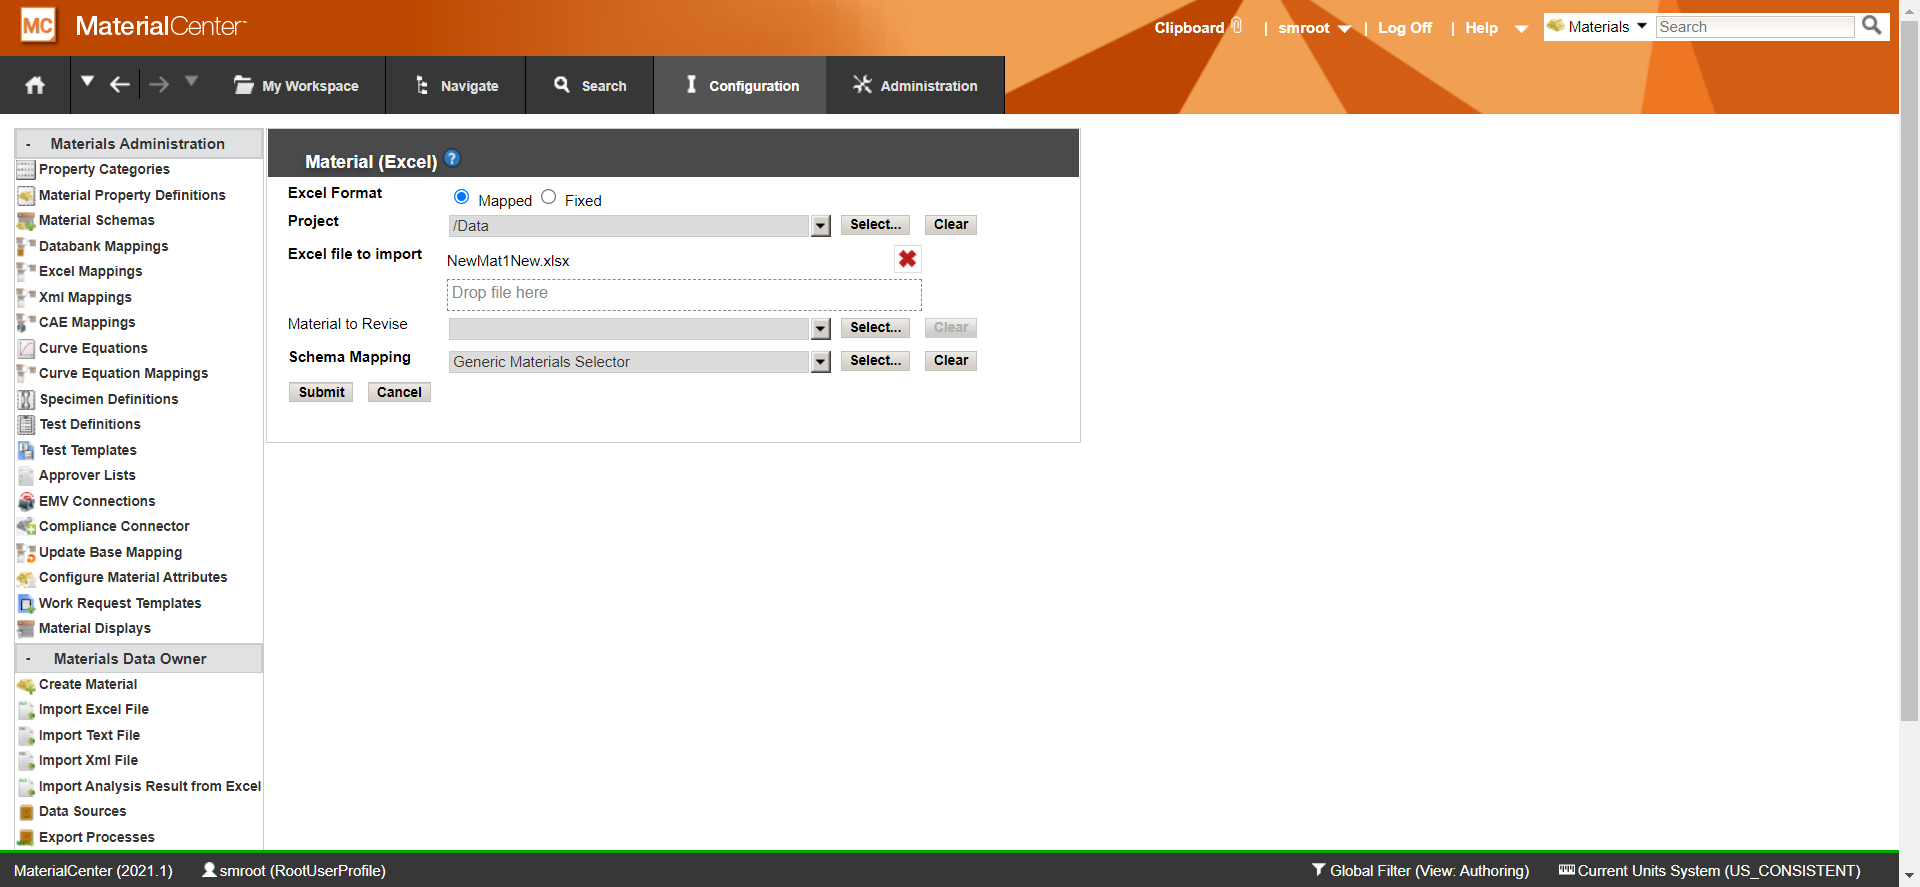 MC MaterialCenter
Clipboard | smroot | Log Off | Help Materials Search
My Workspace Navigate Search Configuration Administration
- Materials Administration
Property Categories
Material Property Definitions
Material Schemas
Databank Mappings
Excel Mappings
Xml Mappings
CAE Mappings
Curve Equations
Curve Equation Mappings
Specimen Definitions
Test Definitions
Test Templates
Approver Lists
EMV Connections
Compliance Connector
Update Base Mapping
Configure Material Attributes
Work Request Templates
Material Displays
- Materials Data Owner
Create Material
Import Excel File
Import Text File
Import Xml File
Import Analysis Result from Excel
Data Sources
Export Processes
Material (Excel) ?
Excel Format Mapped Fixed
Project /Data Select... Clear
Excel file to import NewMat1New.xlsx
Drop file here
Material to Revise Select... Clear
Schema Mapping Generic Materials Selector Select... Clear
Submit Cancel
MaterialCenter (2021.1) smroot (RootUserProfile) Global Filter (View: Authoring) Current Units System (US_CONSISTENT)